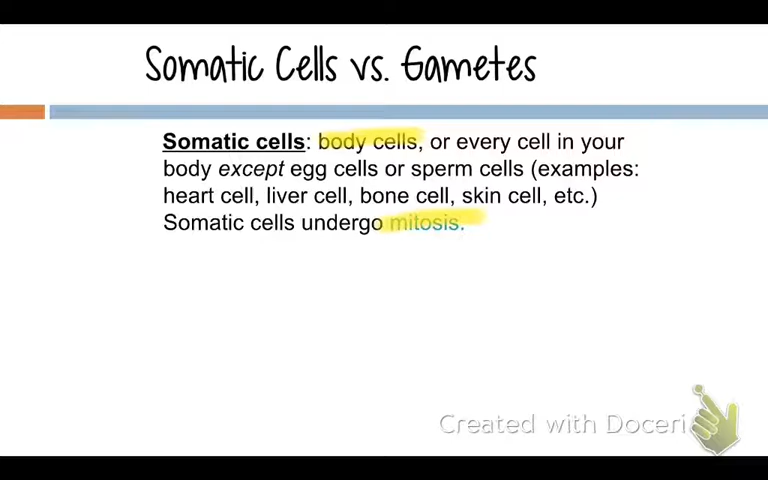 Somatic Cells vs. Gametes
Somatic cells: body cells, or every cell in your
body except egg cells or sperm cells (examples:
heart cell, liver cell, bone cell, skin cell, etc.)
Somatic cells undergo mitosis.
Created with Doceri